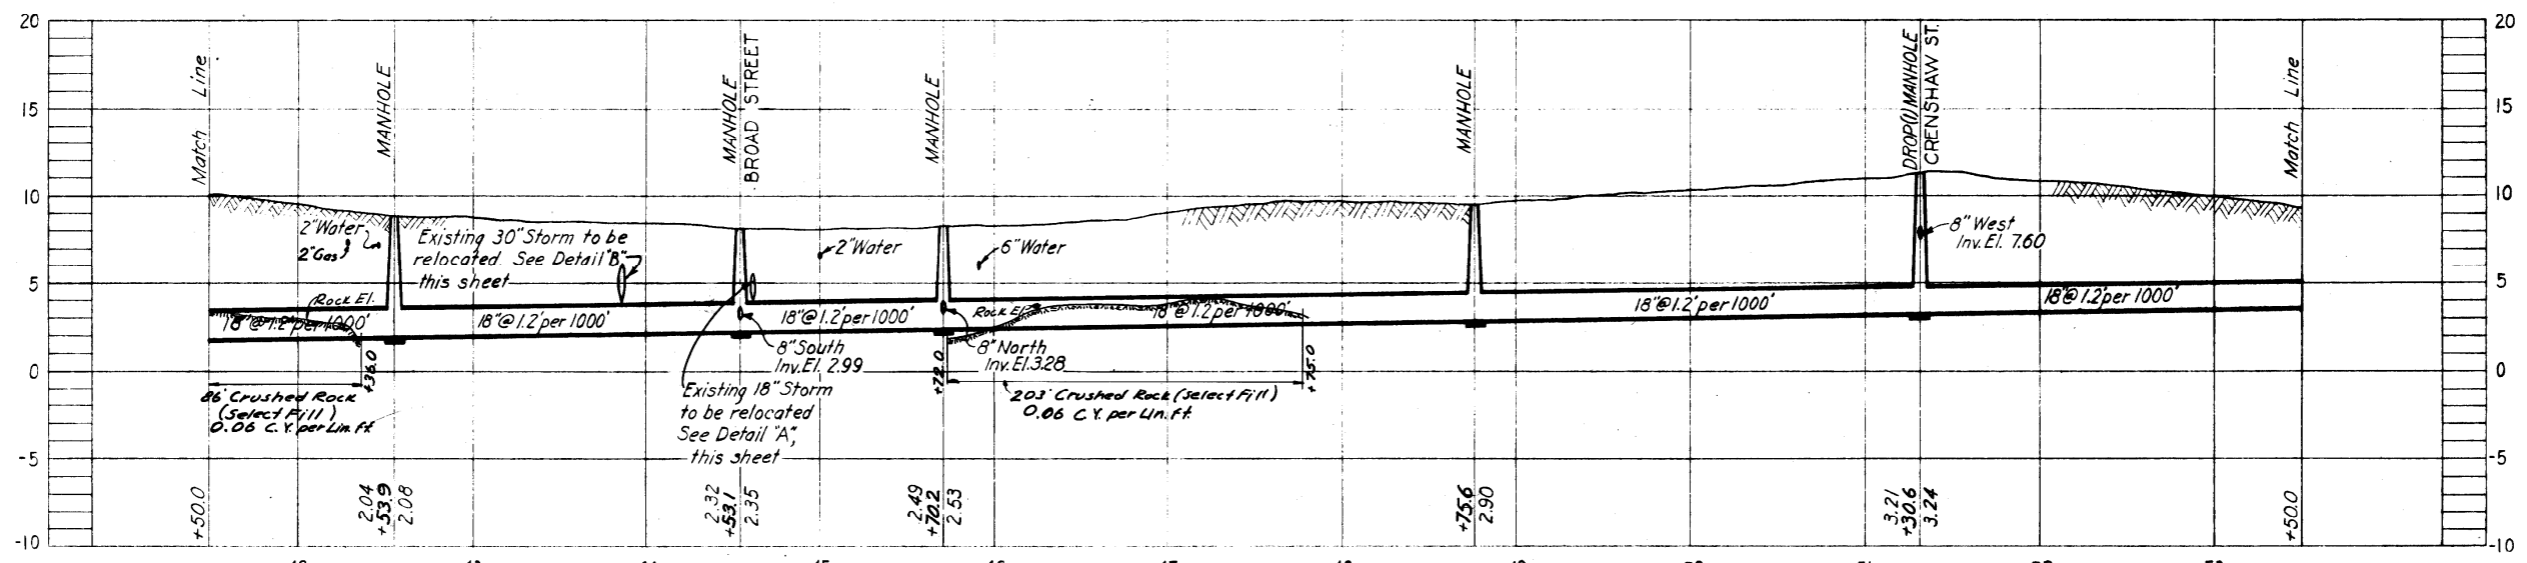 20
15
10
5
0
-5
-10
20
15
10
5
0
-5
-10
Match Line
MANHOLE
MANHOLE
BROAD STREET
MANHOLE
MANHOLE
DROP(1)MANHOLE
CRENSHAW ST.
Match Line
2"Water
2"Gas
Existing 30"Storm to be
relocated. See Detail "B"
this sheet
2"Water
6"Water
8"West
Inv. El. 7.60
Rock El.
18"@1.2'per 1000'
18"@1.2'per 1000'
18"@1.2'per 1000'
Rock El.
18"@1.2'per 1000'
18"@1.2'per 1000'
18"@1.2'per 1000'
8"South
Inv. El. 2.99
8"North
Inv. El. 3.28
+36.0
+72.0
+75.0
86' Crushed Rock
(Select Fill)
0.06 C.Y. per Lin. ft.
Existing 18"Storm
to be relocated
See Detail "A",
this sheet
203' Crushed Rock (Select Fill)
0.06 C.Y. per Lin. ft.
+50.0
2.04
+53.9
2.08
2.32
+53.1
2.35
2.49
+70.2
2.53
+75.6
2.90
3.21
+30.6
3.24
+50.0